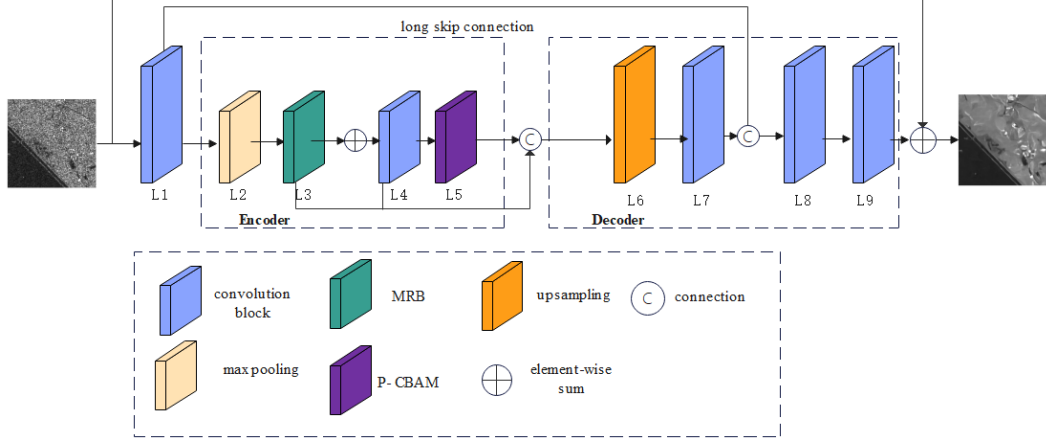 long skip connection
L1
L2
L3
L4
L5
L6
L7
L8
L9
C
C
Encoder
Decoder
convolution
block
MRB
upsampling
C
connection
max pooling
P- CBAM
element-wise
sum